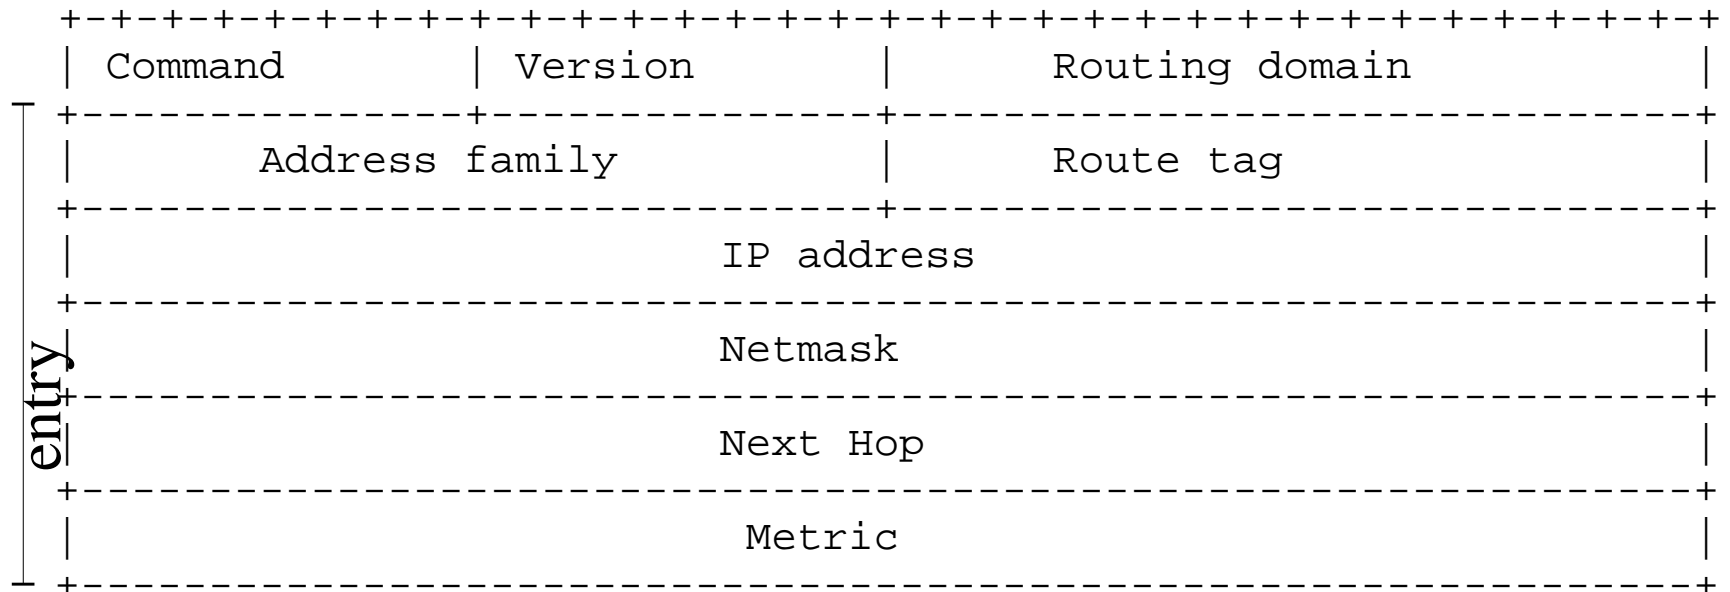 +-+-+-+-+-+-+-+-+-+-+-+-+-+-+-+-+-+-+-+-+-+-+-+-+-+-+-+-+-+-+-+-+
| Command       | Version       |      Routing domain           |
+---------------+---------------+-------------------------------+
|       Address family          |      Route tag                |
+-------------------------------+-------------------------------+
|                         IP address                            |
+---------------------------------------------------------------+
|                         Netmask                               |
+---------------------------------------------------------------+
|                         Next Hop                              |
+---------------------------------------------------------------+
|                          Metric                               |
+---------------------------------------------------------------+
entry